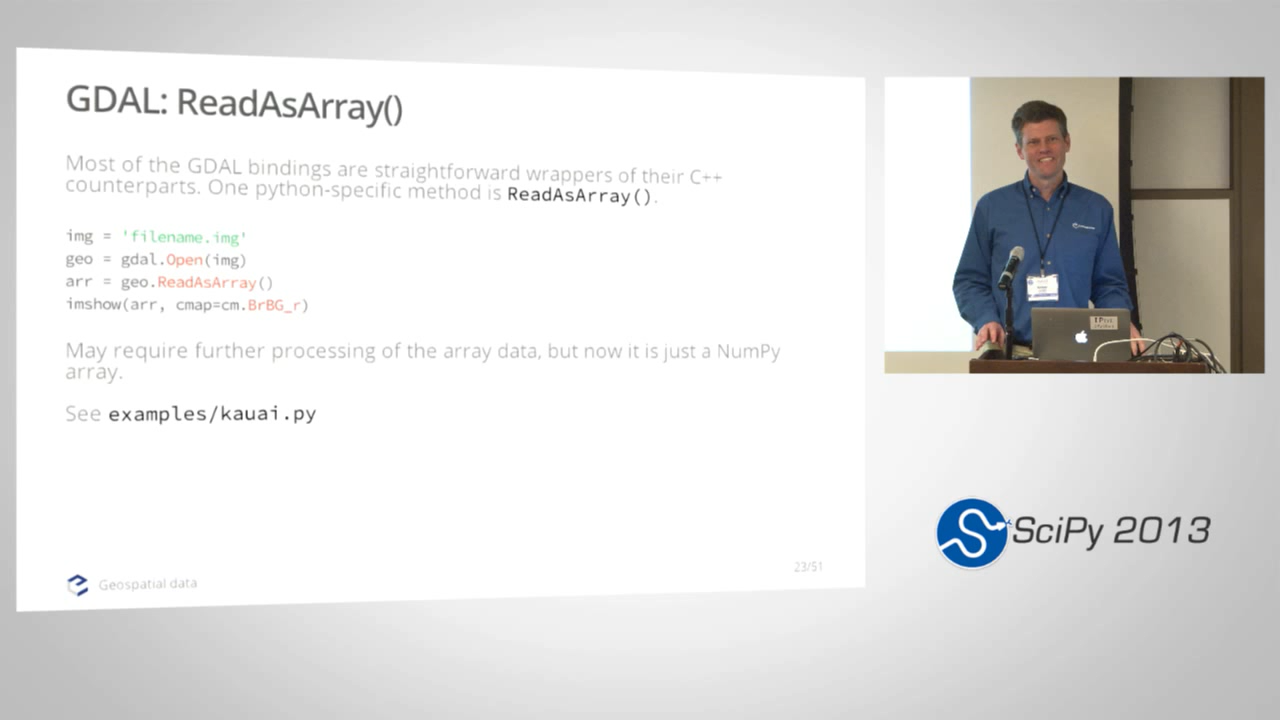 GDAL: ReadAsArray()
Most of the GDAL bindings are straightforward wrappers of their C++
counterparts. One python-specific method is ReadAsArray().
img = 'filename.img'
geo = gdal.Open(img)
arr = geo.ReadAsArray()
imshow(arr, cmap=cm.BrBG_r)
May require further processing of the array data, but now it is just a NumPy
array.
See examples/kauai.py
23/51
Geospatial data
SciPy 2013